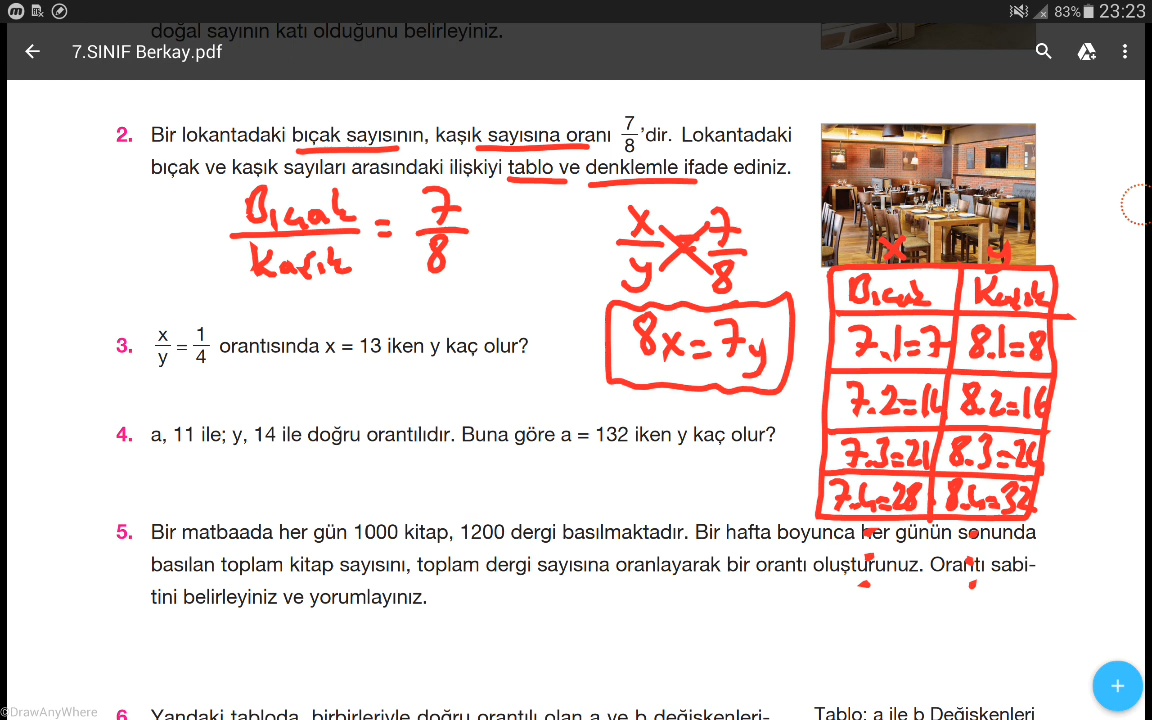 83% 23:23
doğal sayının katı olduğunu belirleyiniz.
7.SINIF Berkay.pdf
2. Bir lokantadaki bıçak sayısının, kaşık sayısına oranı 7/8 'dir. Lokantadaki
bıçak ve kaşık sayıları arasındaki ilişkiyi tablo ve denklemle ifade ediniz.
Bıçak / Kaşık = 7/8
x/y 7/8
8x=7y
x y
Bıçak Kaşık
7.1=7 8.1=8
7.2=14 8.2=16
7.3=21 8.3=24
7.4=28 8.4=32
3. x/y = 1/4 orantısında x = 13 iken y kaç olur?
4. a, 11 ile; y, 14 ile doğru orantılıdır. Buna göre a = 132 iken y kaç olur?
5. Bir matbaada her gün 1000 kitap, 1200 dergi basılmaktadır. Bir hafta boyunca her günün sonunda
basılan toplam kitap sayısını, toplam dergi sayısına oranlayarak bir orantı oluşturunuz. Orantı sabi-
tini belirleyiniz ve yorumlayınız.
6. Yandaki tabloda, birbirleriyle doğru orantılı olan a ve b değişkenleri-
Tablo: a ile b Değişkenleri
©DrawAnyWhere